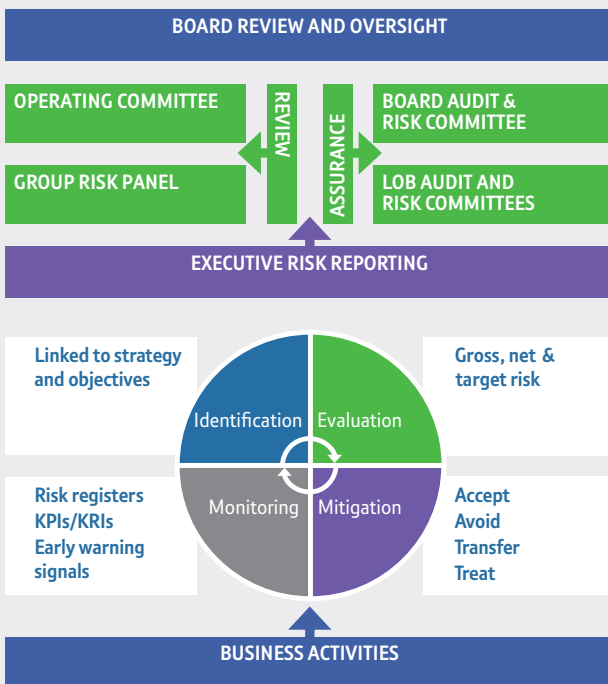 BOARD REVIEW AND OVERSIGHT
OPERATING COMMITTEE
GROUP RISK PANEL
REVIEW
ASSURANCE
BOARD AUDIT &
RISK COMMITTEE
LOB AUDIT AND
RISK COMMITTEES
EXECUTIVE RISK REPORTING
Linked to strategy
and objectives
Identification
Evaluation
Gross, net &
target risk
Risk registers
KPIs/KRIs
Early warning
signals
Monitoring
Mitigation
Accept
Avoid
Transfer
Treat
BUSINESS ACTIVITIES